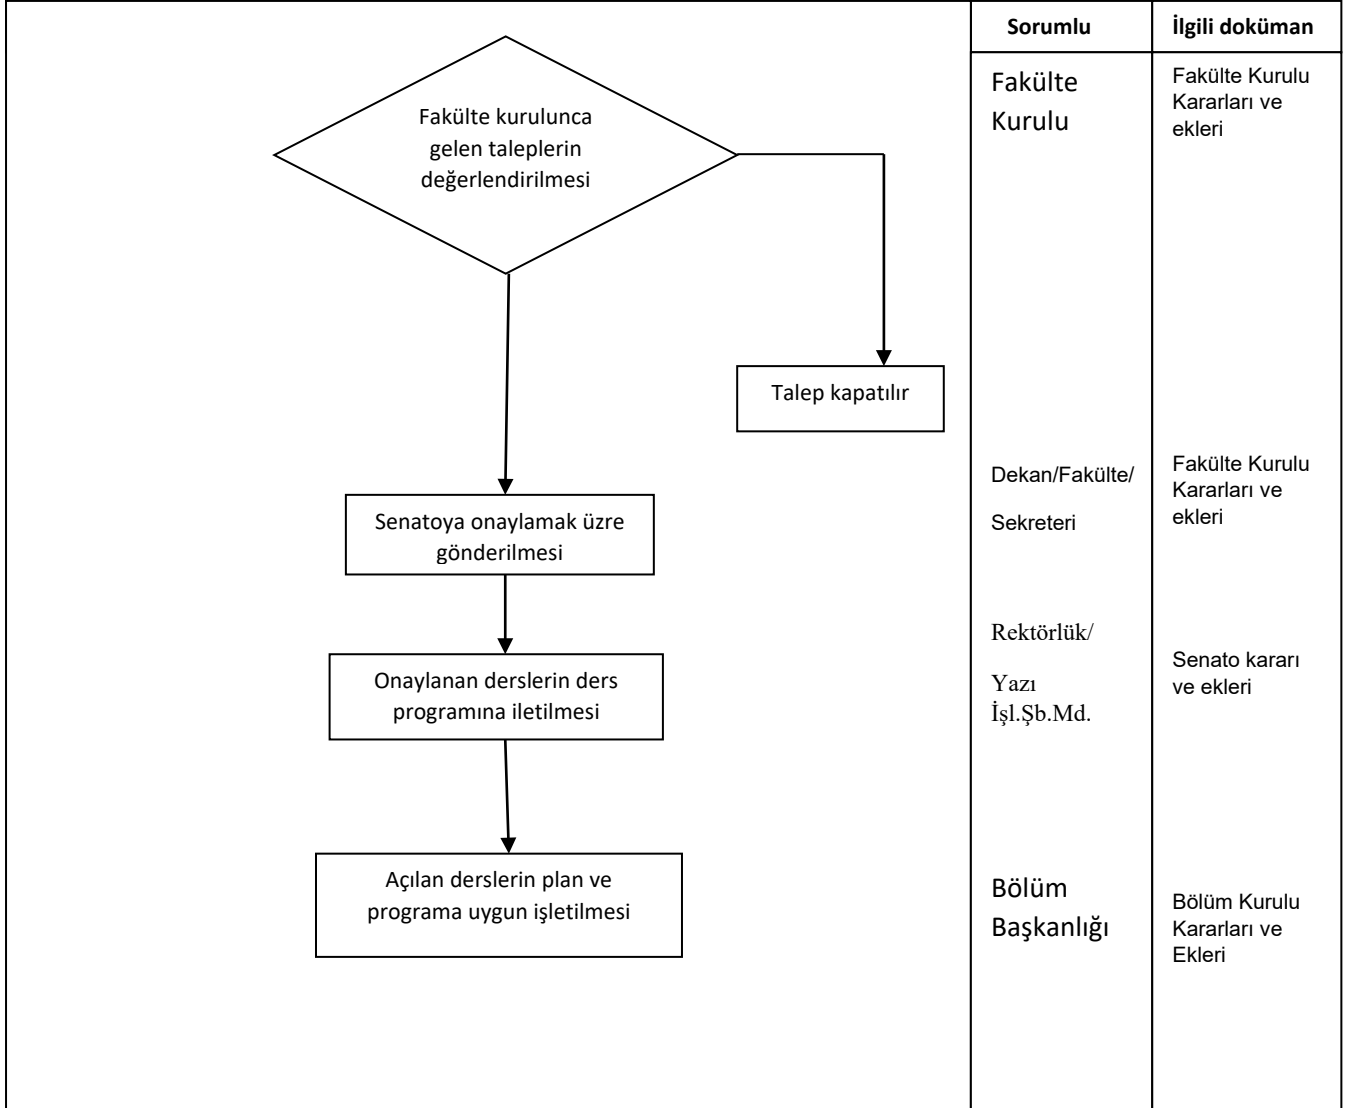 Sorumlu
İlgili doküman
Fakülte kurulunca
gelen taleplerin
değerlendirilmesi
Fakülte
Kurulu
Fakülte Kurulu
Kararları ve
ekleri
Talep kapatılır
Senatoya onaylamak üzre
gönderilmesi
Dekan/Fakülte/
Sekreteri
Fakülte Kurulu
Kararları ve
ekleri
Onaylanan derslerin ders
programına iletilmesi
Rektörlük/
Yazı
İşl.Şb.Md.
Senato kararı
ve ekleri
Açılan derslerin plan ve
programa uygun işletilmesi
Bölüm
Başkanlığı
Bölüm Kurulu
Kararları ve
Ekleri